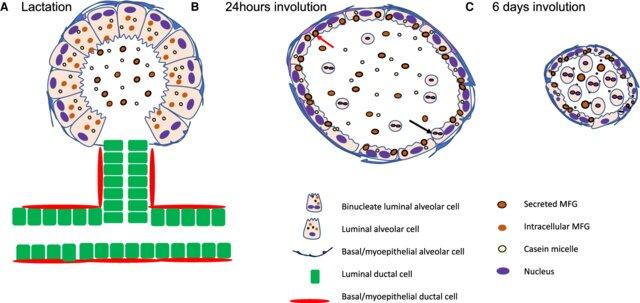 A Lactation
B 24hours involution
C 6 days involution
Binucleate luminal alveolar cell
Luminal alveolar cell
Basal/myoepithelial alveolar cell
Luminal ductal cell
Basal/myoepithelial ductal cell
Secreted MFG
Intracellular MFG
Casein micelle
Nucleus